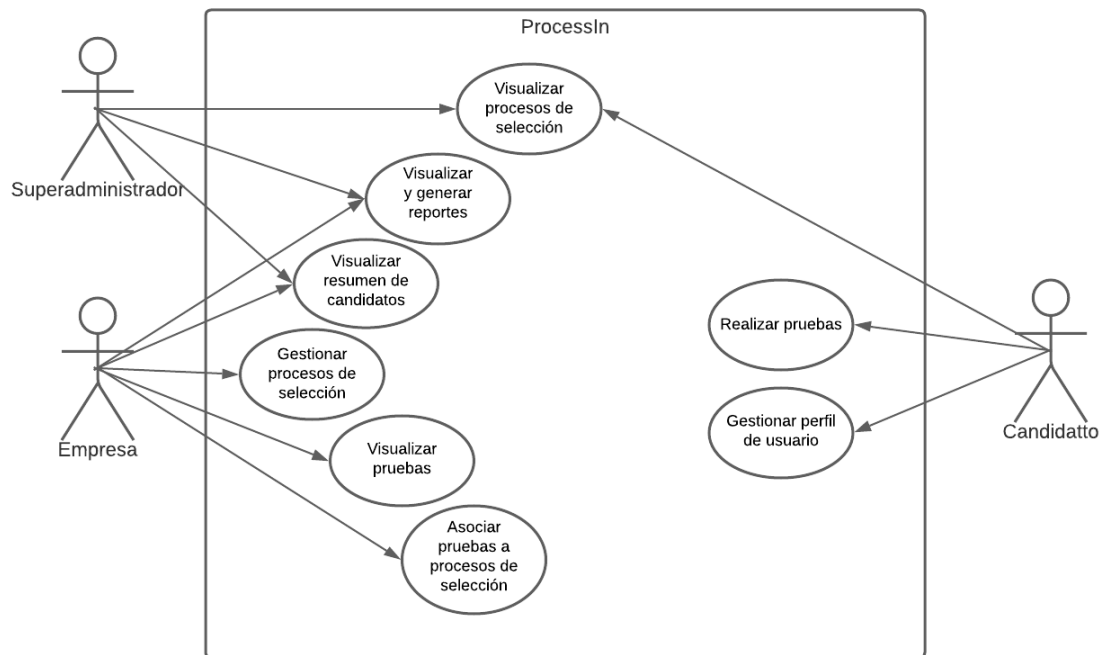 ProcessIn
Visualizar
procesos de
selección
Superadministrador
Visualizar
y generar
reportes
Visualizar
resumen de
candidatos
Realizar pruebas
Gestionar
procesos de
selección
Empresa
Gestionar perfil
de usuario
Candidatto
Visualizar
pruebas
Asociar
pruebas a
procesos de
selección